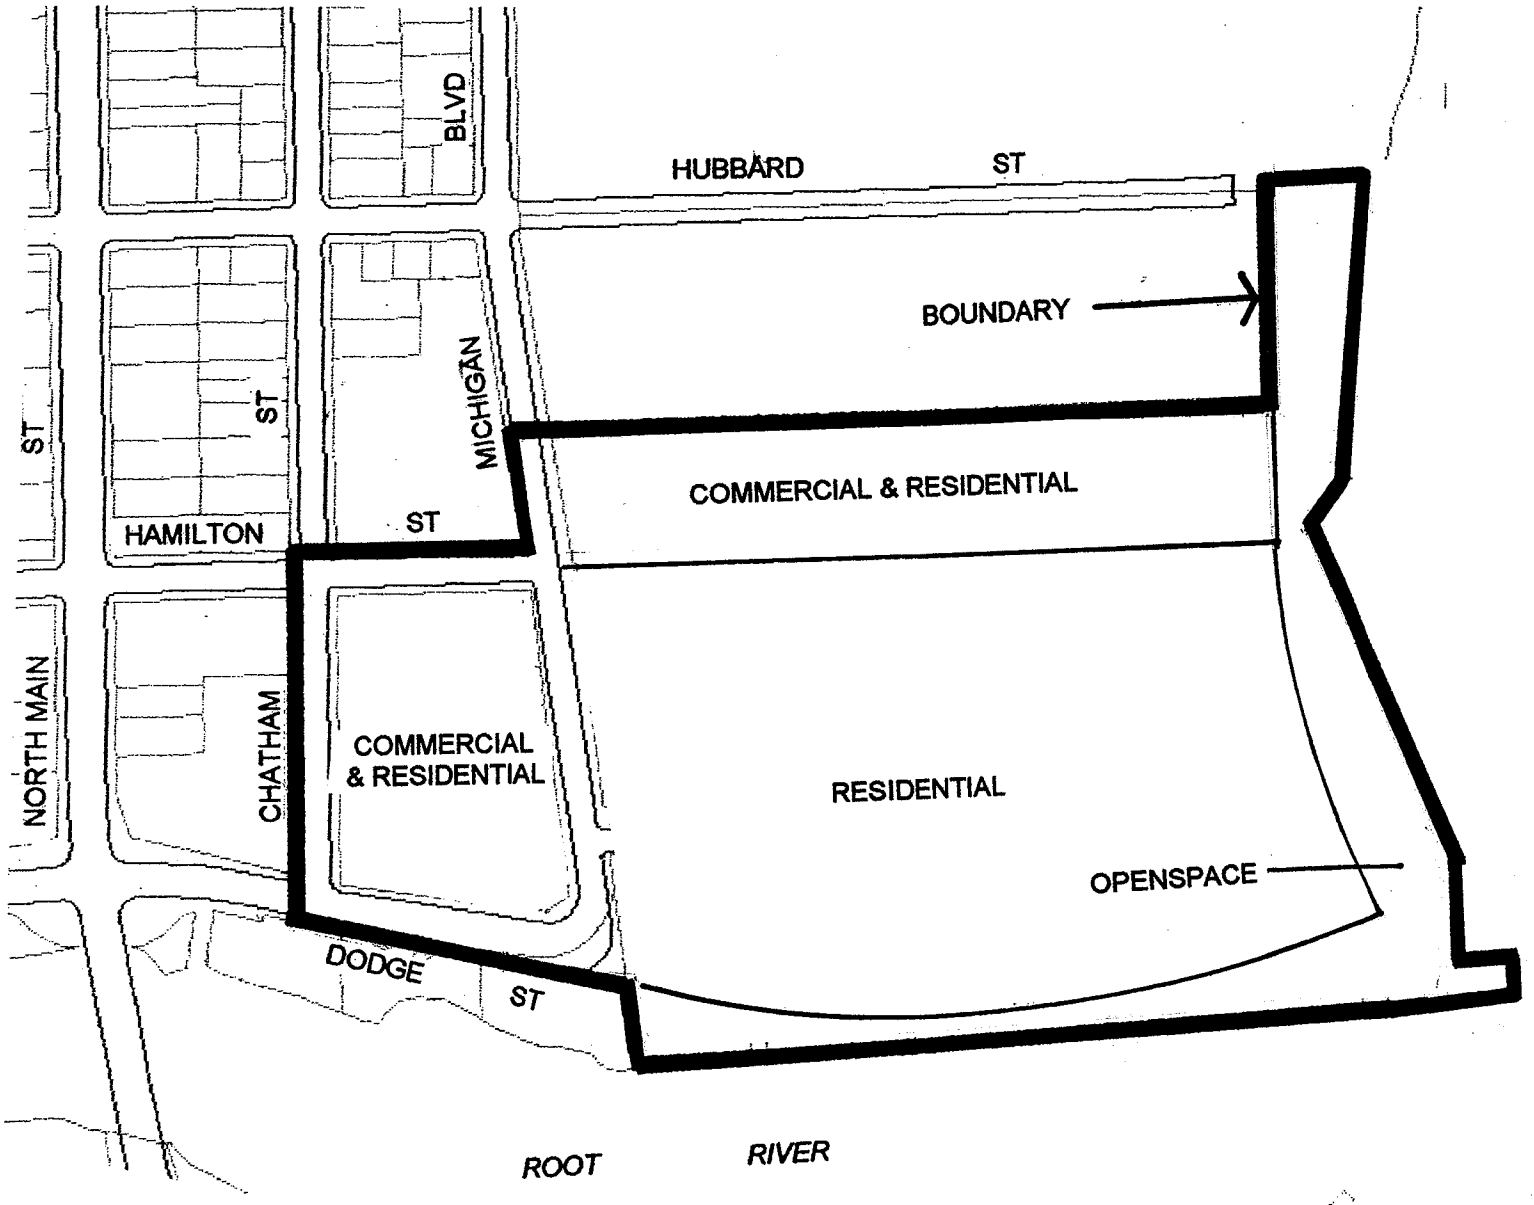 BLVD
HUBBARD ST
BOUNDARY
MICHIGAN
ST
ST
COMMERCIAL & RESIDENTIAL
HAMILTON ST
NORTH MAIN
CHATHAM
COMMERCIAL
& RESIDENTIAL
RESIDENTIAL
OPENSPACE
DODGE ST
ROOT RIVER